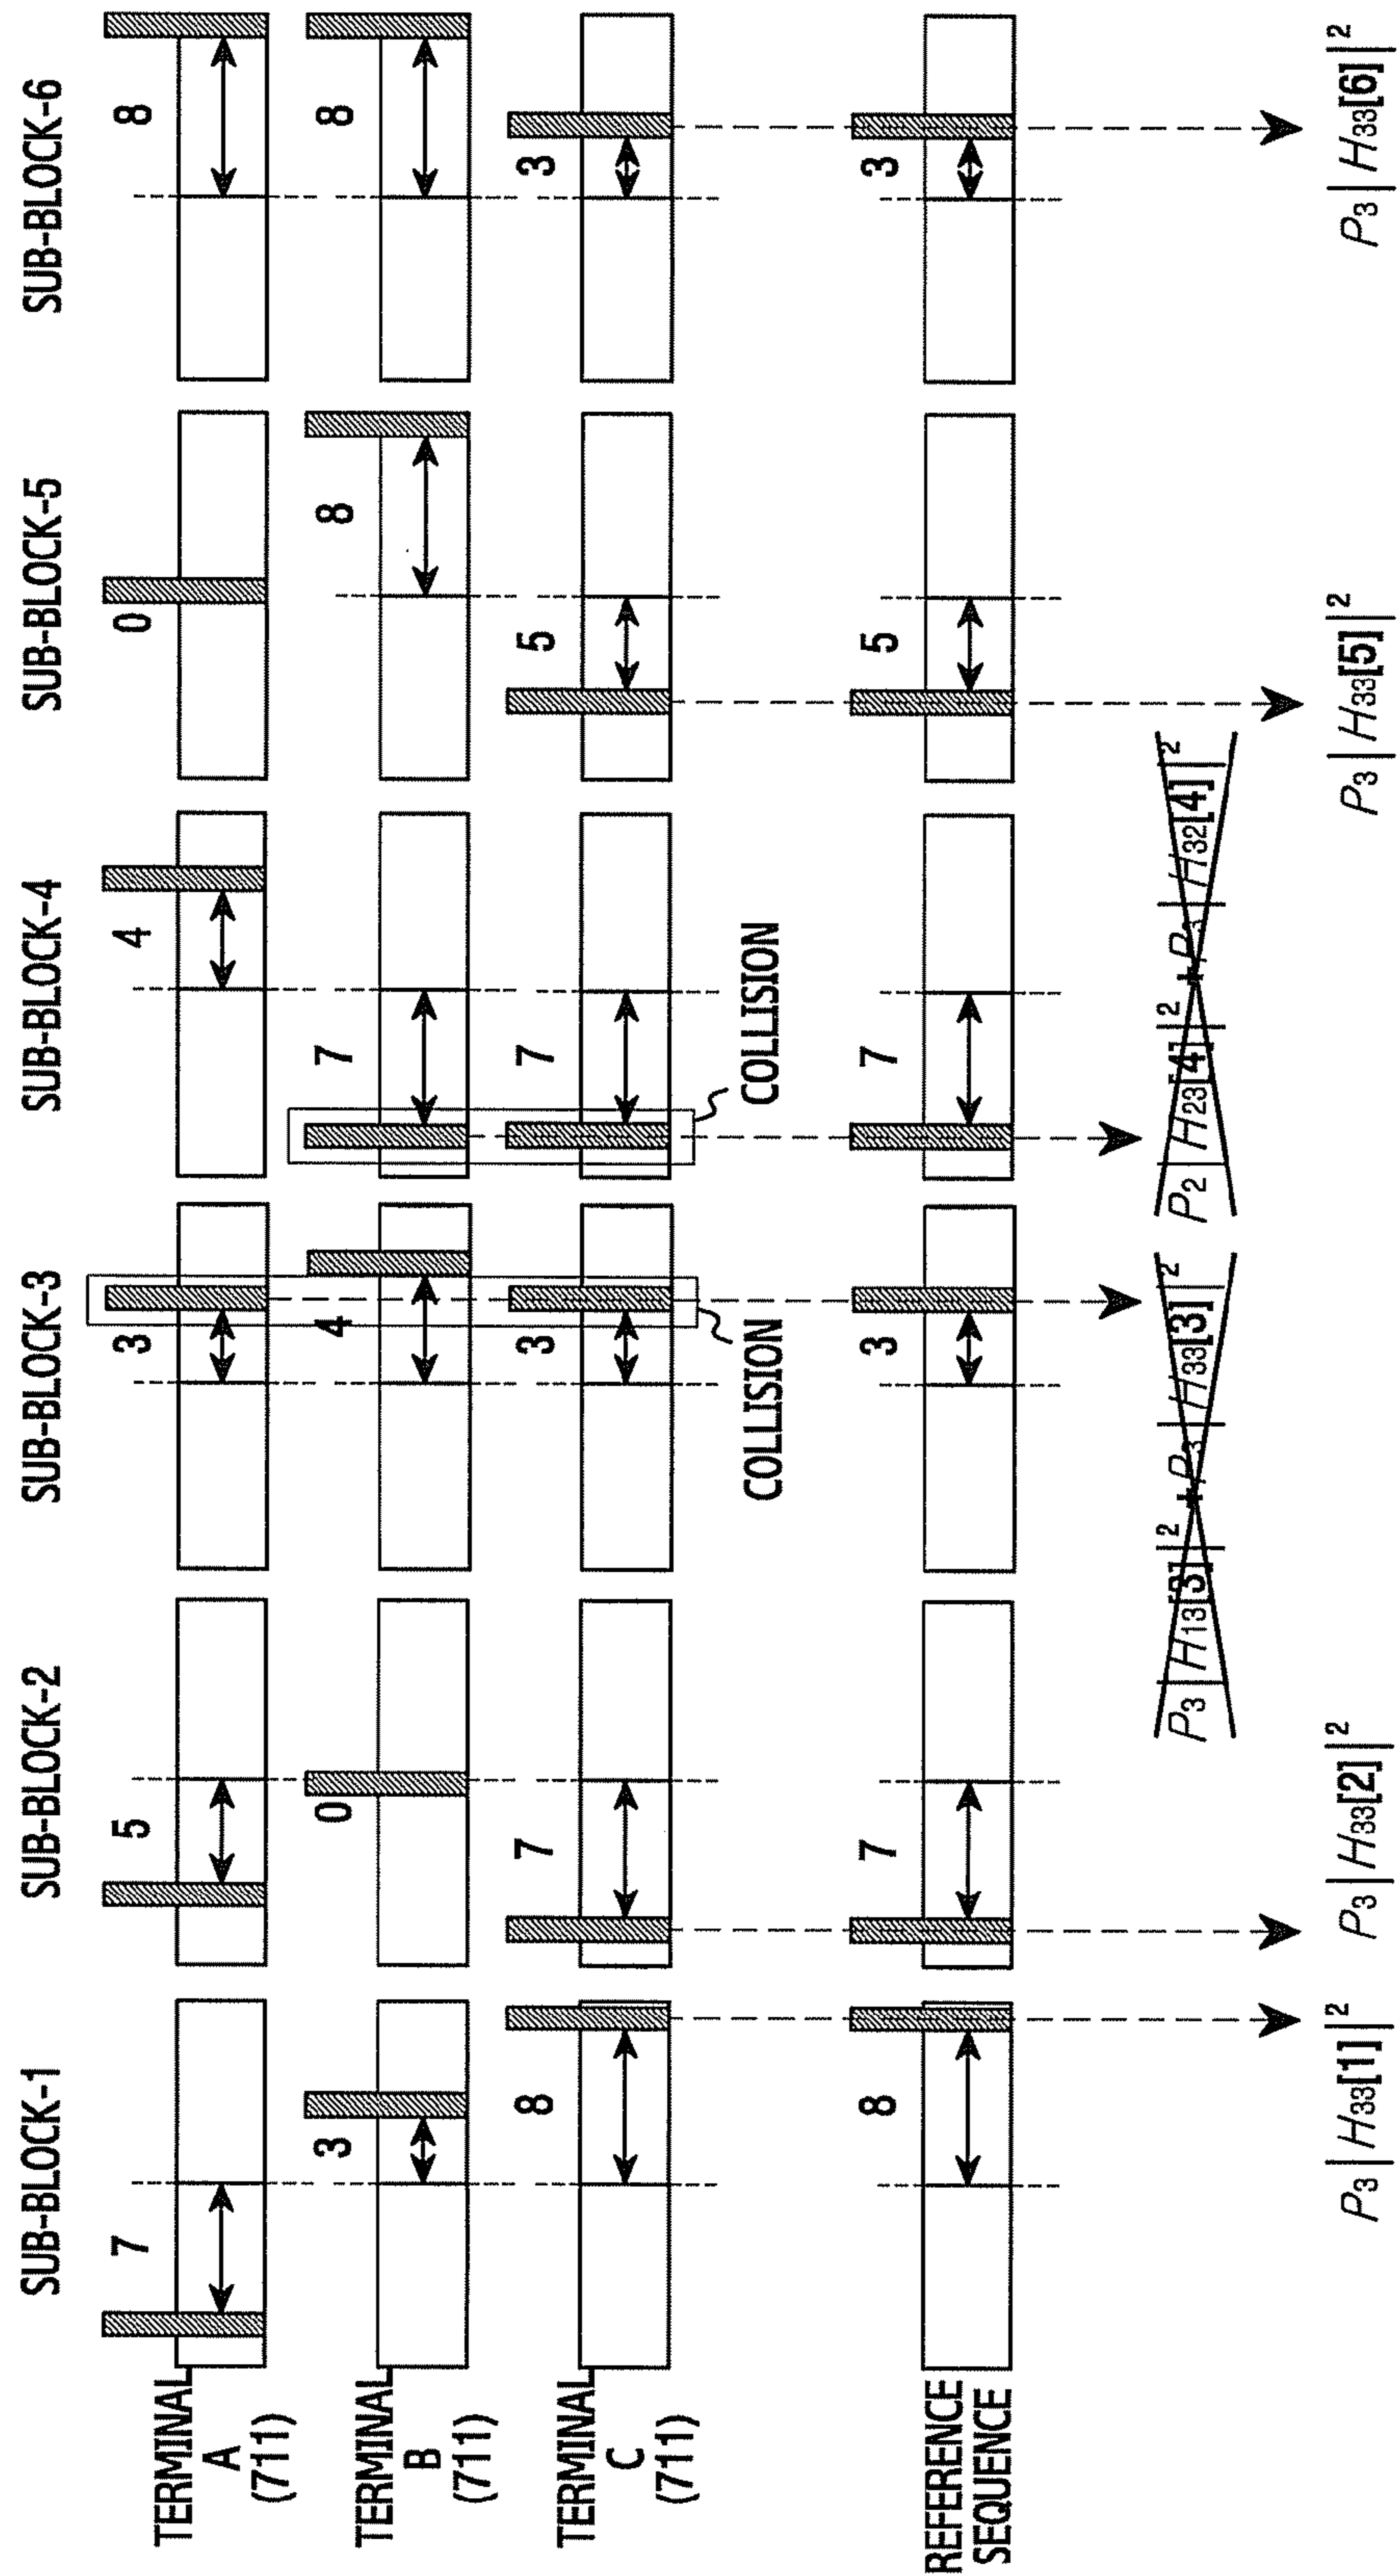 SUB-BLOCK-1 SUB-BLOCK-2 SUB-BLOCK-3 SUB-BLOCK-4 SUB-BLOCK-5 SUB-BLOCK-6
TERMINAL
A
(711)
7 5 3 4 0 8
TERMINAL
B
(711)
3 0 4 7 8 8
TERMINAL
C
(711)
8 7 3 7 5 3
COLLISION COLLISION
REFERENCE
SEQUENCE
8 7 3 7 5 3
P3|H13[3]|2+P3|H33[3]|2 P2|H23[4]|2+P3|H32[4]|2
P3|H33[1]|2 P3|H33[2]|2 P3|H33[5]|2 P3|H33[6]|2